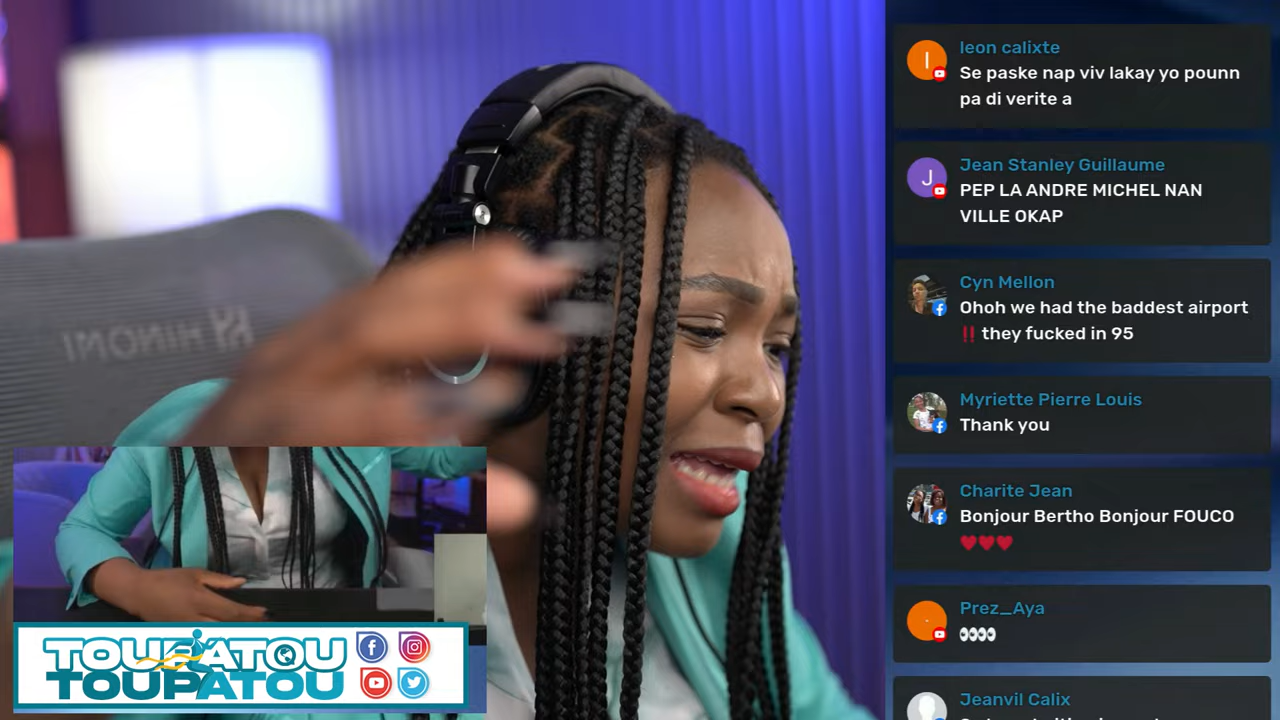 leon calixte
Se paske nap viv lakay yo pounn
pa di verite a
Jean Stanley Guillaume
PEP LA ANDRE MICHEL NAN
VILLE OKAP
Cyn Mellon
Ohoh we had the baddest airport
‼️ they fucked in 95
Myriette Pierre Louis
Thank you
Charite Jean
Bonjour Bertho Bonjour FOUCO
♥️♥️♥️
Prez_Aya
👀👀
Jeanvil Calix
HINOMI
TOUPATOU
TOUPATOU